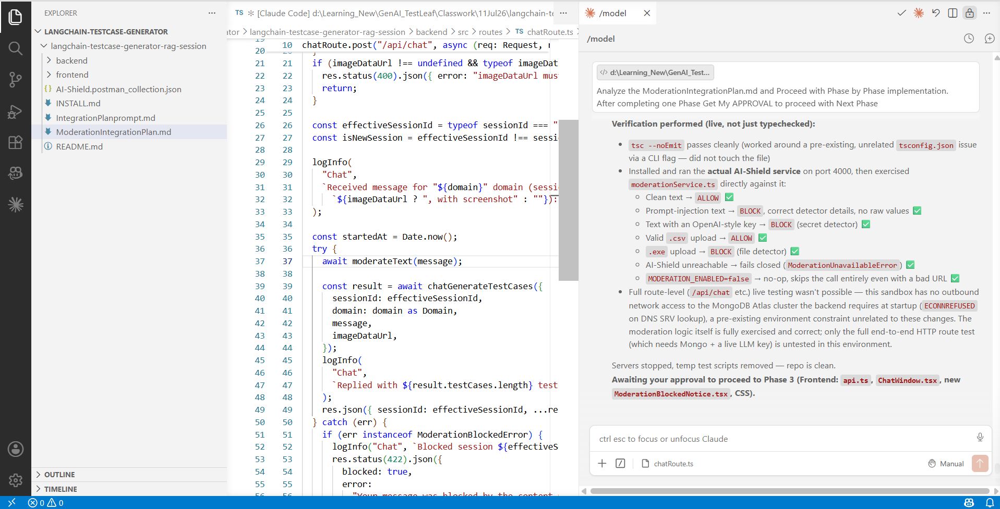 EXPLORER
LANGCHAIN-TESTCASE-GENERATOR
langchain-testcase-generator-rag-session
backend
frontend
{} AI-Shield.postman_collection.json
INSTALL.md
IntegrationPlanprompt.md
ModerationIntegrationPlan.md
README.md
OUTLINE
TIMELINE
0 0
TS [Claude Code] d:\Learning_New\GenAI_TestLeaf\Classwork\11Jul26\langchain-te
ator > langchain-testcase-generator-rag-session > backend > src > routes > TS chatRoute.ts >
19
10 chatRoute.post("/api/chat", async (req: Request, r
20 20 }
21 21 if (imageDataUrl !== undefined && typeof imageDat
22 22 res.status(400).json({ error: "imageDataUrl mus
23 23 return;
24 24 }
25 25
26 26 const effectiveSessionId = typeof sessionId === "
27 27 const isNewSession = effectiveSessionId !== sessi
28 28
29 29 logInfo(
30 30 "Chat",
31 31 `Received message for "${domain}" domain (sessi
32 32 `${imageDataUrl ? ", with screenshot" : ""}):
33 33 );
34 34
35 35 const startedAt = Date.now();
36 36 try {
37 37 await moderateText(message);
38 38
39 39 const result = await chatGenerateTestCases({
40 40 sessionId: effectiveSessionId,
41 41 domain: domain as Domain,
42 42 message,
43 43 imageDataUrl,
44 44 });
45 45 logInfo(
46 46 "Chat",
47 47 `Replied with ${result.testCases.length} test
48 48 );
49 49 res.json({ sessionId: effectiveSessionId, ...re
50 50 } catch (err) {
51 51 if (err instanceof ModerationBlockedError) {
52 52 logInfo("Chat", `Blocked session ${effectiveS
53 53 res.status(422).json({
54 54 blocked: true,
55 55 error:
56 56 "Your message was blocked by the content
/model
/model
d:\Learning_New\GenAI_Test...
Analyze the ModerationIntegrationPlan.md and Proceed with Phase by Phase implementation.
After completing one Phase Get My APPROVAL to proceed with Next Phase
Verification performed (live, not just typechecked):
• tsc --noEmit passes cleanly (worked around a pre-existing, unrelated tsconfig.json issue
via a CLI flag — did not touch the file)
• Installed and ran the actual AI-Shield service on port 4000, then exercised
moderationService.ts directly against it:
○ Clean text → ALLOW ✅
○ Prompt-injection text → BLOCK, correct detector details, no raw values ✅
○ Text with an OpenAI-style key → BLOCK (secret detector) ✅
○ Valid .csv upload → ALLOW ✅
○ .exe upload → BLOCK (file detector) ✅
○ AI-Shield unreachable → fails closed (ModerationUnavailableError) ✅
○ MODERATION_ENABLED=false → no-op, skips the call entirely even with a bad URL ✅
• Full route-level (/api/chat etc.) live testing wasn't possible — this sandbox has no outbound
network access to the MongoDB Atlas cluster the backend requires at startup (ECONNREFUSED
on DNS SRV lookup), a pre-existing environment constraint unrelated to these changes. The
moderation logic itself is fully exercised and correct; only the full end-to-end HTTP route test
(which needs Mongo + a live LLM key) is untested in this environment.
Servers stopped, temp test scripts removed — repo is clean.
Awaiting your approval to proceed to Phase 3 (Frontend: api.ts, ChatWindow.tsx, new
ModerationBlockedNotice.tsx, CSS).
ctrl esc to focus or unfocus Claude
chatRoute.ts
Manual